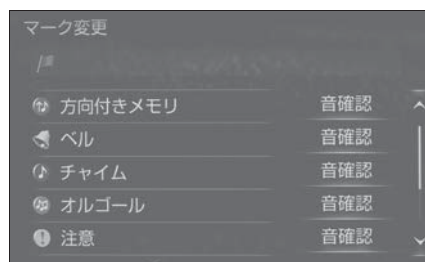 マーク変更
方向付きメモリ 音確認
ベル 音確認
チャイム 音確認
オルゴール 音確認
注意 音確認